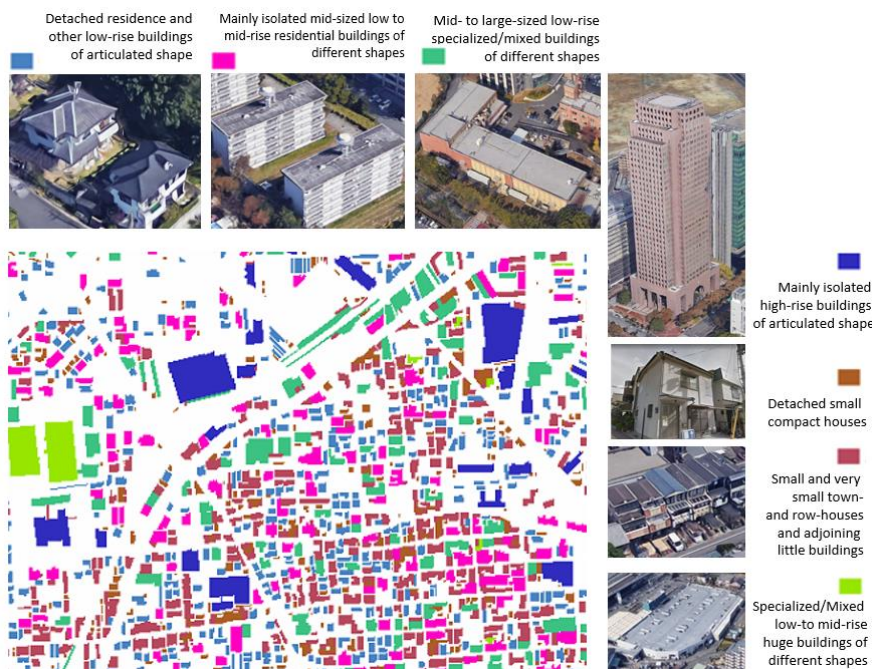 Detached residence and
other low-rise buildings
of articulated shape
Mainly isolated mid-sized low to
mid-rise residential buildings of
different shapes
Mid- to large-sized low-rise
specialized/mixed buildings
of different shapes
Mainly isolated
high-rise buildings
of articulated shape
Detached small
compact houses
Small and very
small town-
and row-houses
and adjoining
little buildings
Specialized/Mixed
low-to mid-rise
huge buildings of
different shapes